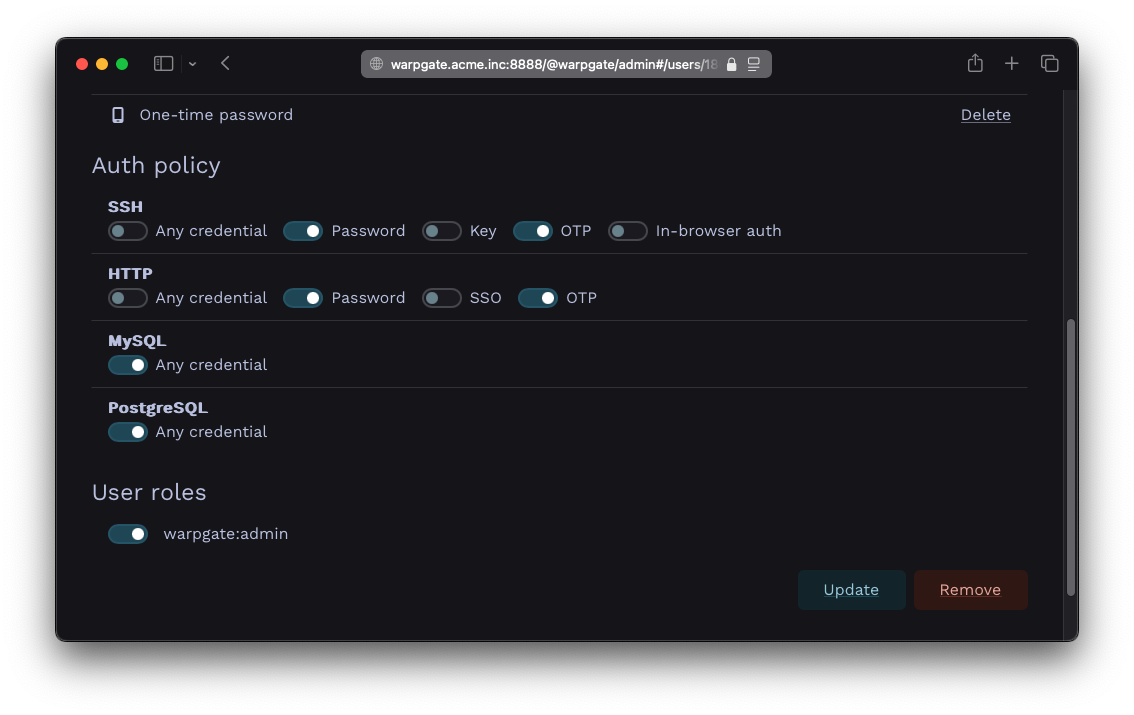 warpgate.acme.inc:8888/@warpgate/admin#/users/18
One-time password Delete
Auth policy
SSH
Any credential Password Key OTP In-browser auth
HTTP
Any credential Password SSO OTP
MySQL
Any credential
PostgreSQL
Any credential
User roles
warpgate:admin
Update Remove